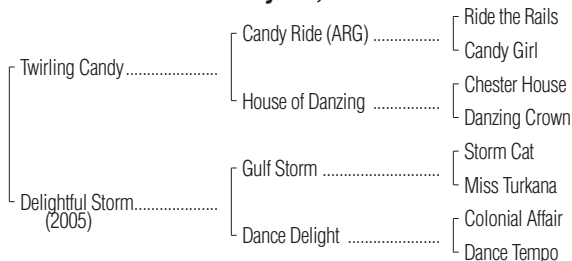 Ride the Rails
Candy Ride (ARG) ................
Candy Girl
Twirling Candy ......................
Chester House
House of Danzing ................
Danzing Crown
Storm Cat
Gulf Storm ............................
Miss Turkana
Delightful Storm....................
(2005)
Colonial Affair
Dance Delight ......................
Dance Tempo